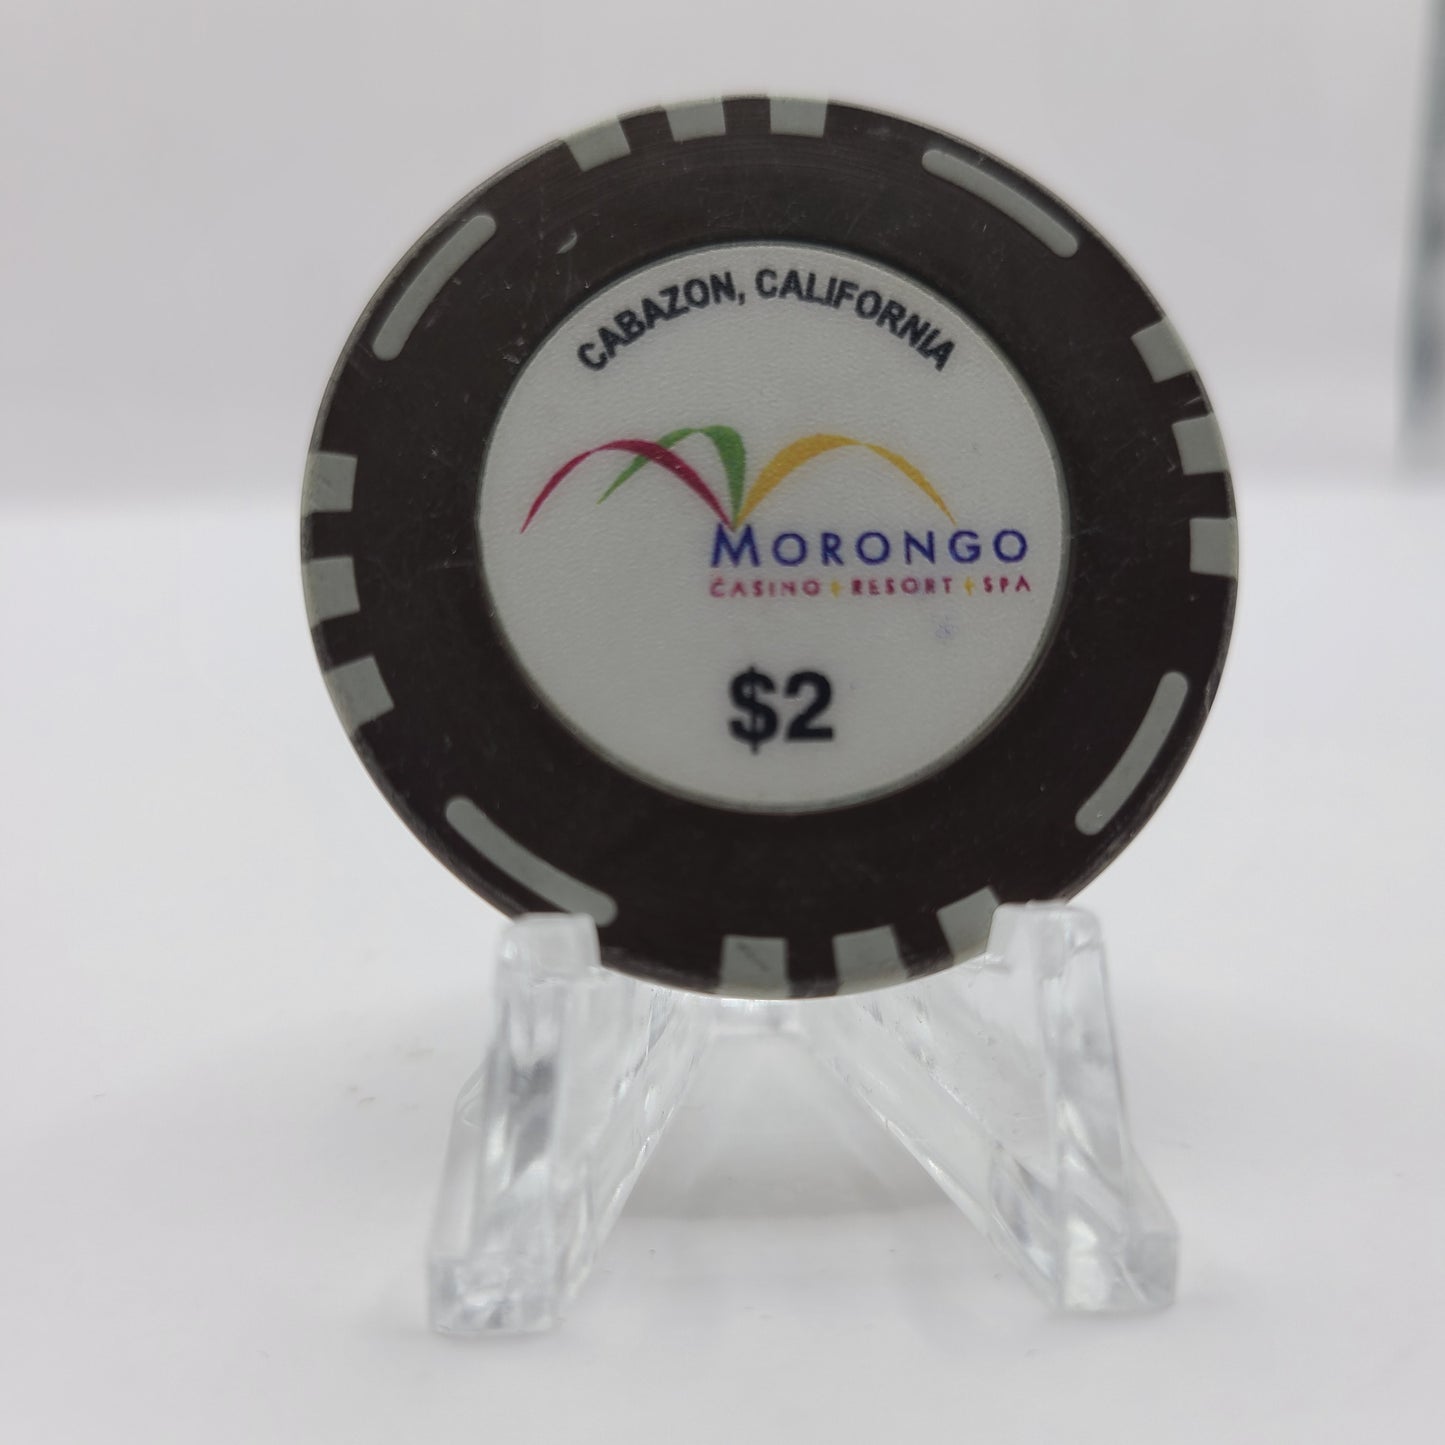 CABAZON, CALIFORNIA
MORONGO
CASINO + RESORT + SPA
$2